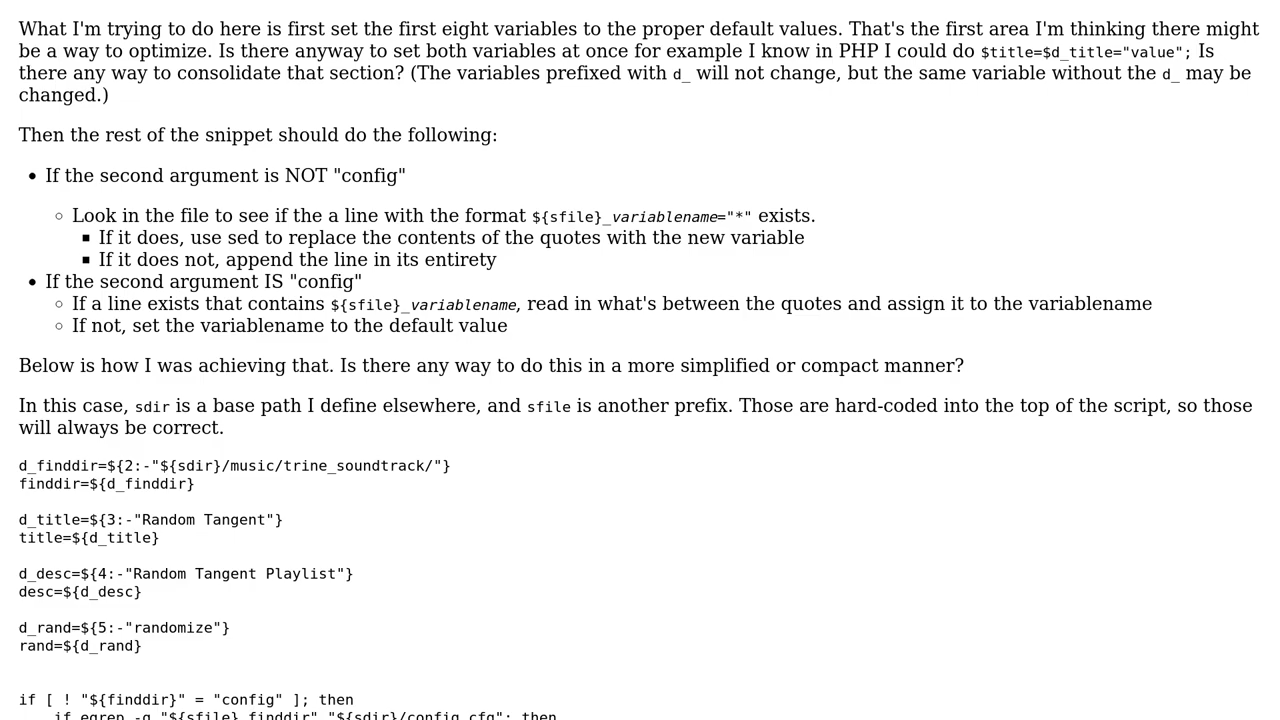 What I'm trying to do here is first set the first eight variables to the proper default values. That's the first area I'm thinking there might
be a way to optimize. Is there anyway to set both variables at once for example I know in PHP I could do $title=$d_title="value"; Is
there any way to consolidate that section? (The variables prefixed with d_ will not change, but the same variable without the d_ may be
changed.)
Then the rest of the snippet should do the following:
• If the second argument is NOT "config"
◦ Look in the file to see if the a line with the format ${sfile}_variablename="*" exists.
▪ If it does, use sed to replace the contents of the quotes with the new variable
▪ If it does not, append the line in its entirety
• If the second argument IS "config"
◦ If a line exists that contains ${sfile}_variablename, read in what's between the quotes and assign it to the variablename
◦ If not, set the variablename to the default value
Below is how I was achieving that. Is there any way to do this in a more simplified or compact manner?
In this case, sdir is a base path I define elsewhere, and sfile is another prefix. Those are hard-coded into the top of the script, so those
will always be correct.
d_finddir=${2:-"${sdir}/music/trine_soundtrack/"}
finddir=${d_finddir}
d_title=${3:-"Random Tangent"}
title=${d_title}
d_desc=${4:-"Random Tangent Playlist"}
desc=${d_desc}
d_rand=${5:-"randomize"}
rand=${d_rand}
if [ ! "${finddir}" = "config" ]; then
if egrep -q "${sfile}_finddir" "${sdir}/config.cfg"; then